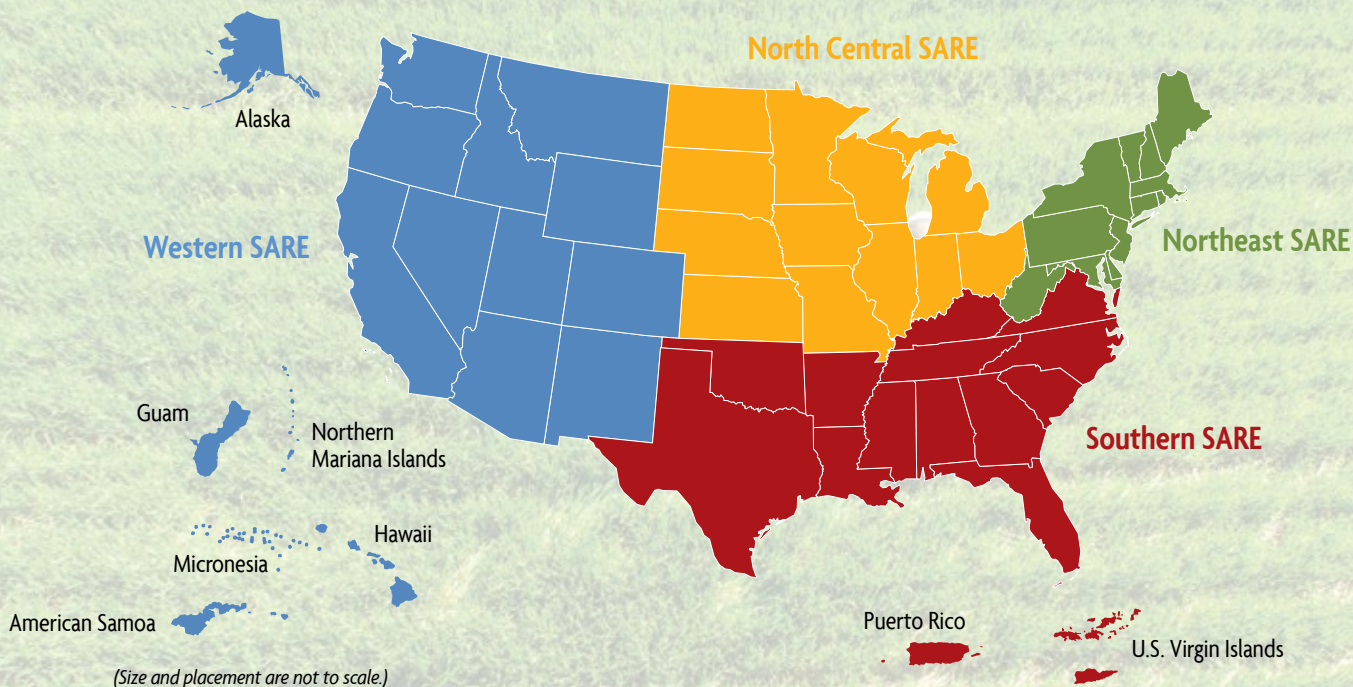 North Central SARE
Alaska
Western SARE
Northeast SARE
Guam
Northern
Mariana Islands
Southern SARE
Hawaii
Micronesia
American Samoa
Puerto Rico
U.S. Virgin Islands
(Size and placement are not to scale.)